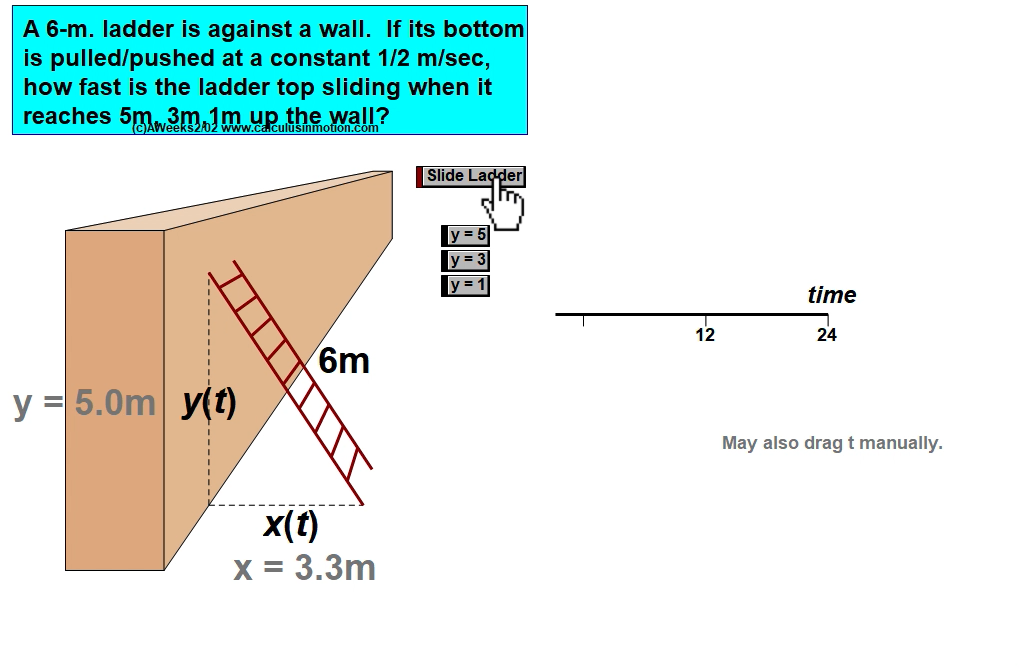 A 6-m. ladder is against a wall.  If its bottom
is pulled/pushed at a constant 1/2 m/sec,
how fast is the ladder top sliding when it
reaches 5m, 3m,1m up the wall?
(c)AWeeks2/02 www.calculusinmotion.com
Slide Ladder
y = 5
y = 3
y = 1
time
12
24
6m
y = 5.0m
y(t)
May also drag t manually.
x(t)
x = 3.3m